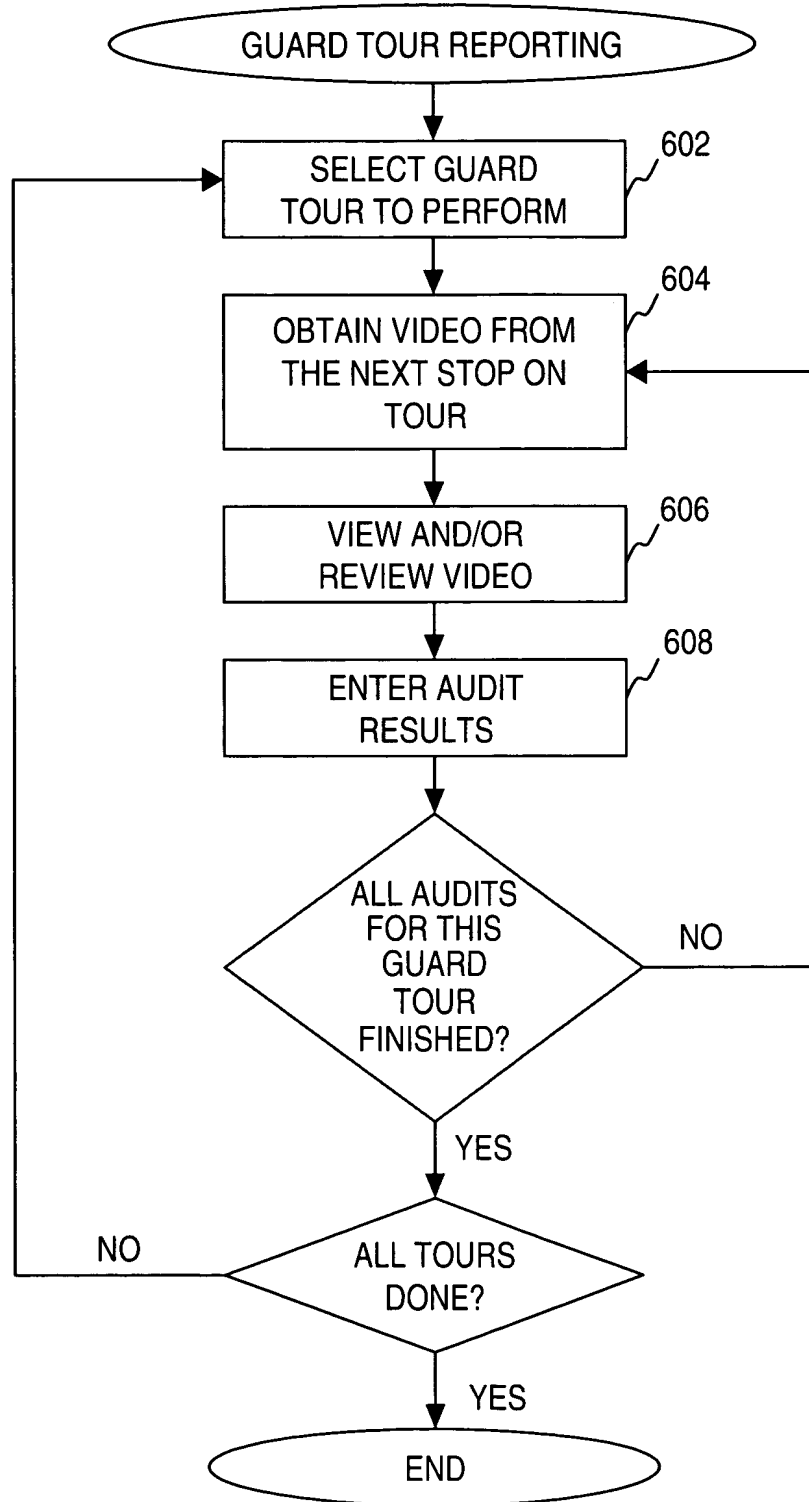 GUARD TOUR REPORTING
602
SELECT GUARD
TOUR TO PERFORM
604
OBTAIN VIDEO FROM
THE NEXT STOP ON
TOUR
606
VIEW AND/OR
REVIEW VIDEO
608
ENTER AUDIT
RESULTS
ALL AUDITS
FOR THIS
GUARD
TOUR
FINISHED?
NO
YES
NO
ALL TOURS
DONE?
YES
END